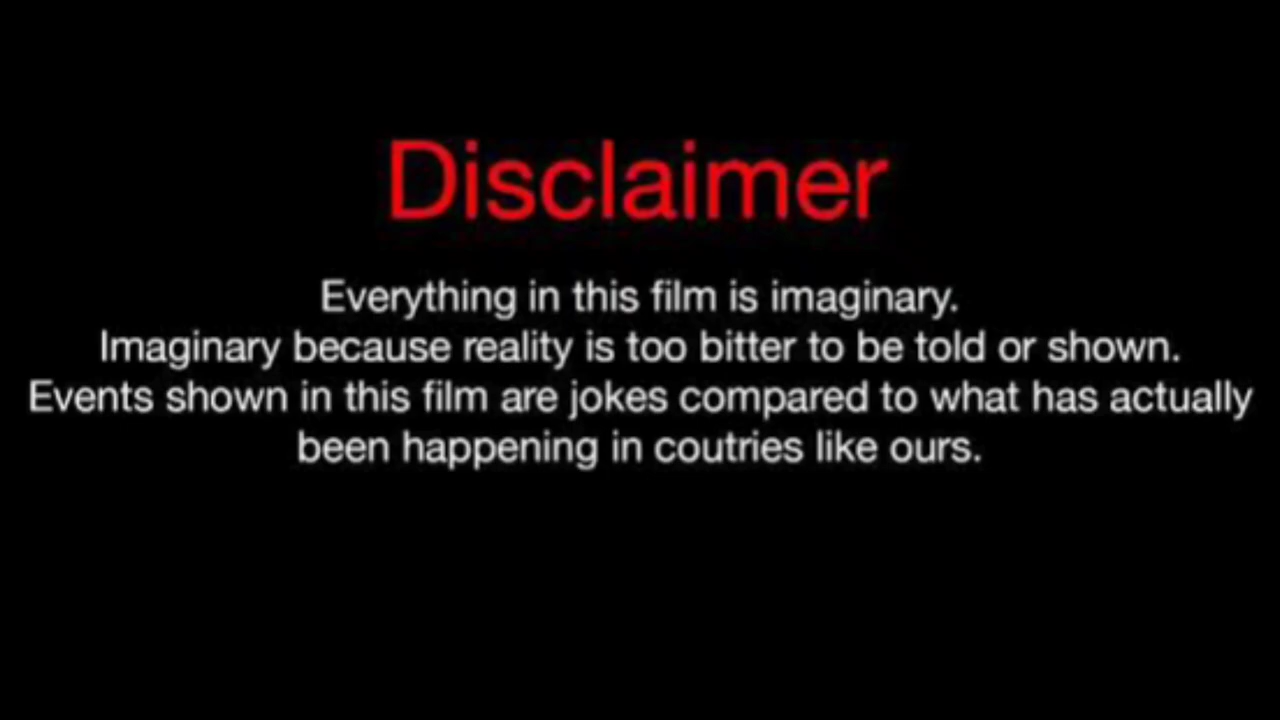 Disclaimer
Everything in this film is imaginary.
Imaginary because reality is too bitter to be told or shown.
Events shown in this film are jokes compared to what has actually
been happening in coutries like ours.